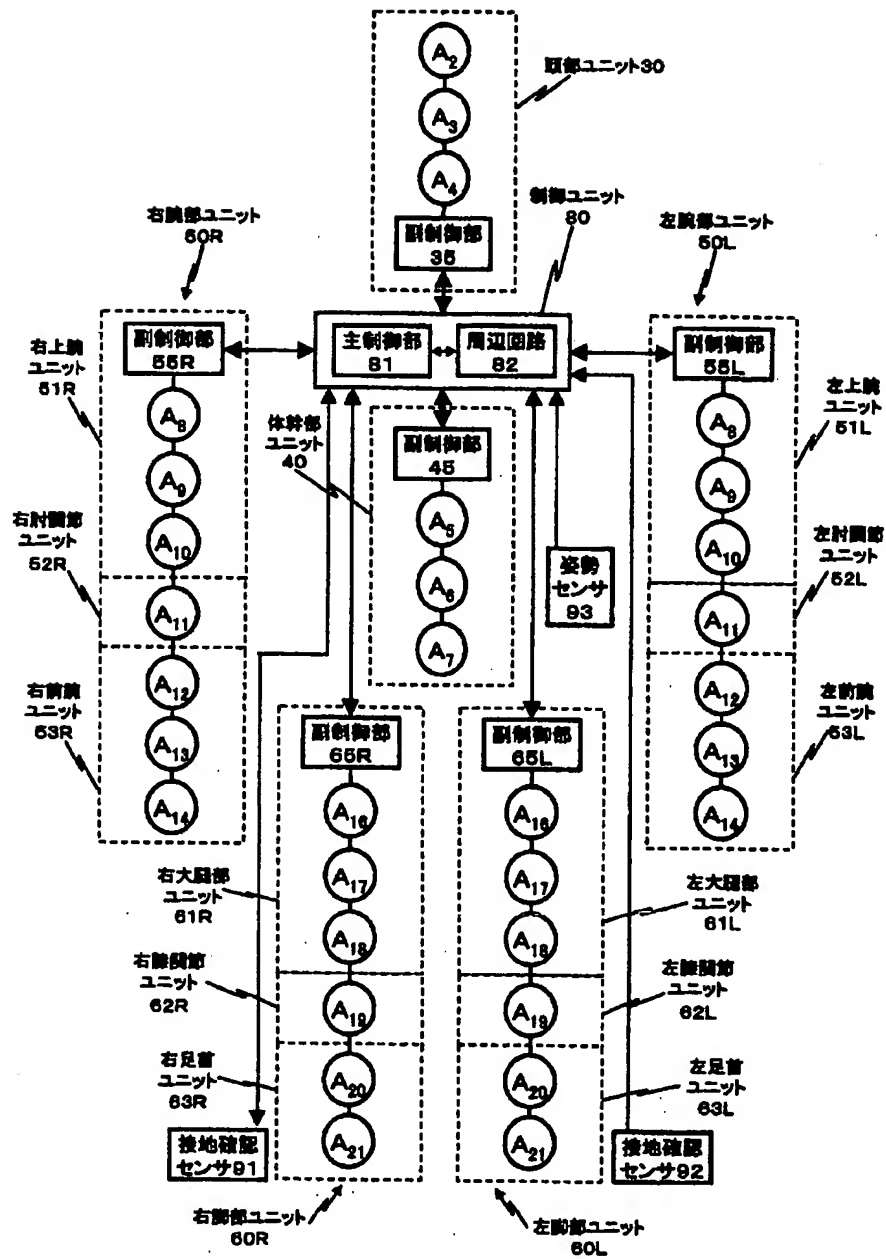 A2
A3
A4
副制御部
35
頭部ユニット30
制御ユニット
80
右腕部ユニット
50R
左腕部ユニット
50L
主制御部
81
周辺回路
82
右上腕
ユニット
51R
副制御部
55R
A8
A9
A10
右肘関節
ユニット
52R
A11
右前腕
ユニット
53R
A12
A13
A14
体幹部
ユニット
40
副制御部
45
A5
A6
A7
姿勢
センサ
93
副制御部
55L
左上腕
ユニット
51L
A8
A9
A10
左肘関節
ユニット
52L
A11
左前腕
ユニット
53L
A12
A13
A14
副制御部
65R
A16
A17
A18
右大腿部
ユニット
61R
右膝関節
ユニット
62R
A19
右足首
ユニット
63R
A20
A21
接地確認
センサ91
右脚部ユニット
60R
副制御部
65L
A16
A17
A18
左大腿部
ユニット
61L
左膝関節
ユニット
62L
A19
左足首
ユニット
63L
A20
A21
接地確認
センサ92
左脚部ユニット
60L